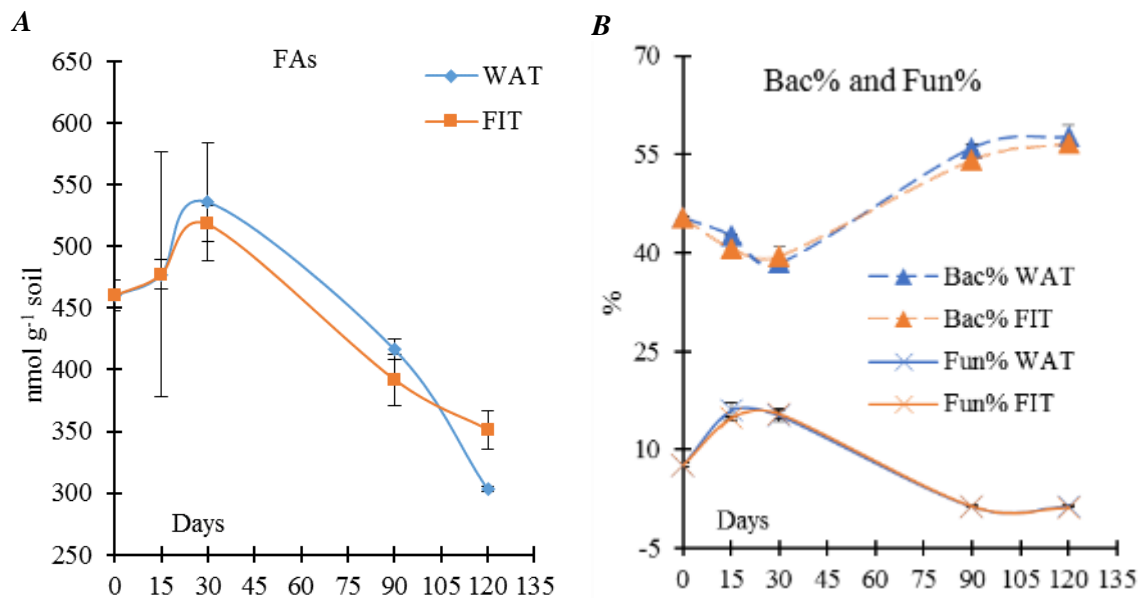 A
FAs
WAT
FIT
650
600
550
500
450
400
350
300
250
nmol g⁻¹ soil
Days
0 15 30 45 60 75 90 105 120 135
B
Bac% and Fun%
70
55
40
25
10
-5
%
Bac% WAT
Bac% FIT
Fun% WAT
Fun% FIT
Days
0 15 30 45 60 75 90 105 120 135